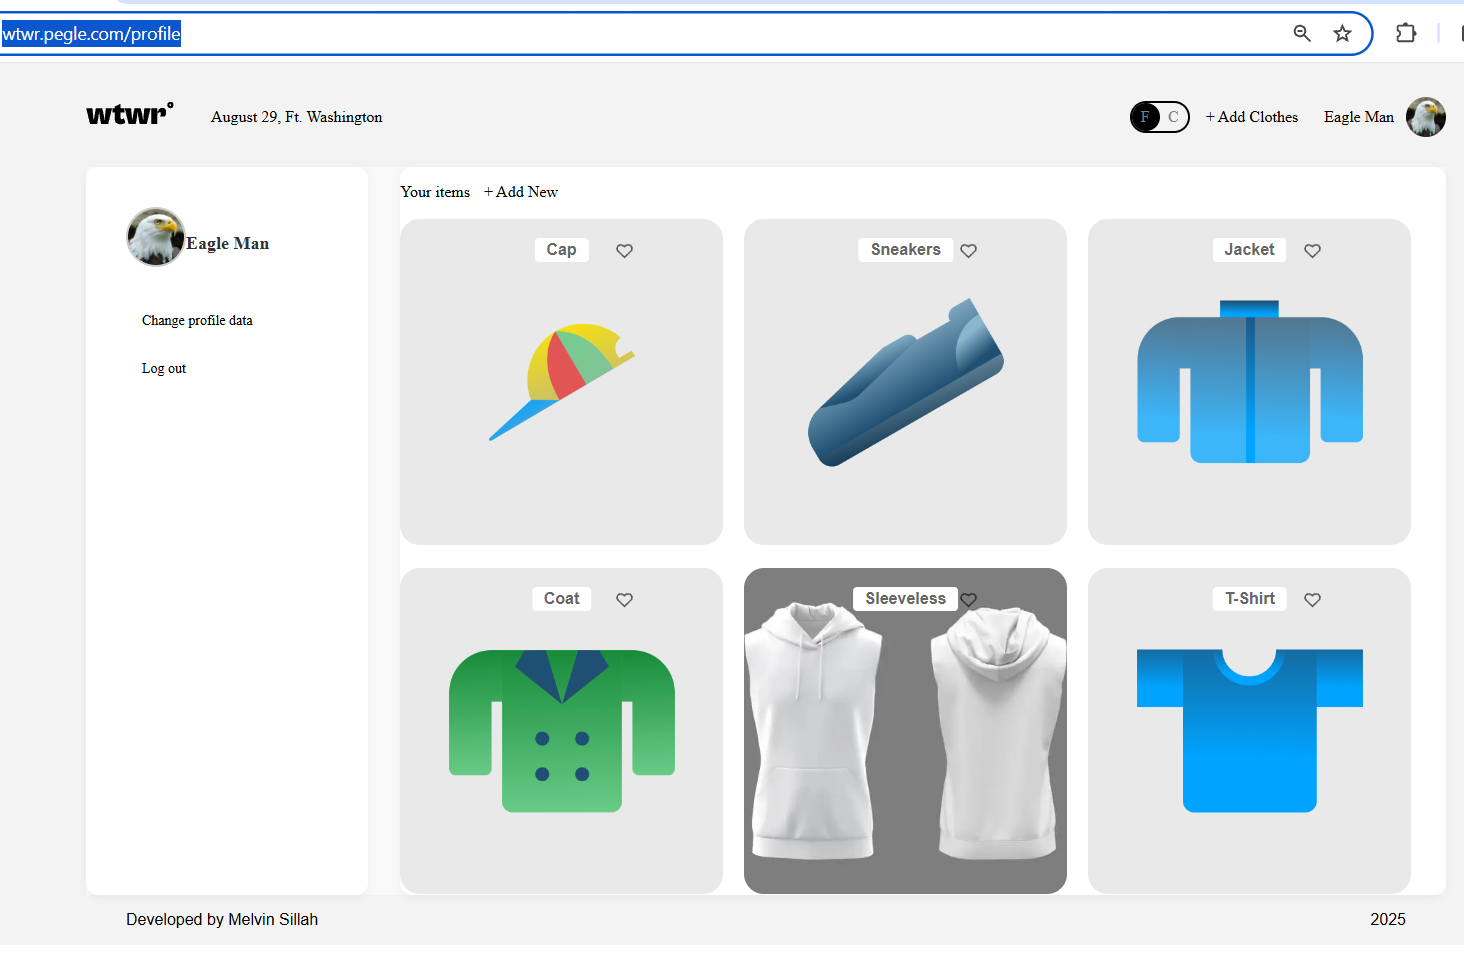 wtwr.pegle.com/profile
wtwr°
August 29, Ft. Washington
F C
+ Add Clothes
Eagle Man
Eagle Man
Change profile data
Log out
Your items + Add New
Cap
Sneakers
Jacket
Coat
Sleeveless
T-Shirt
Developed by Melvin Sillah
2025